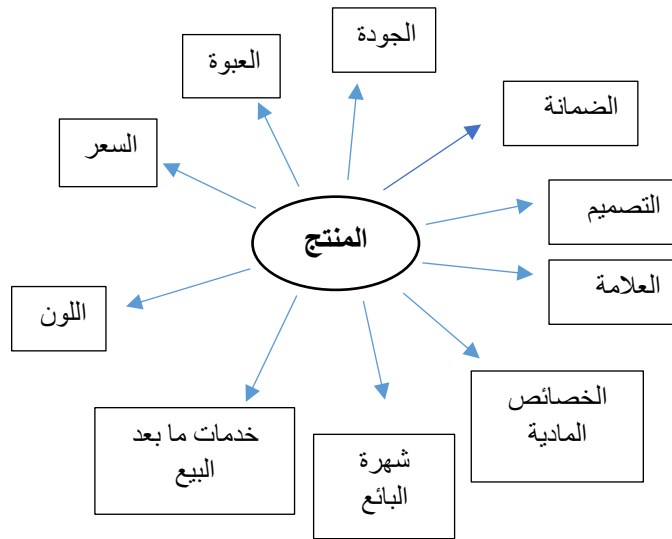 الجودة
العبوة
الضمانة
السعر
التصميم
المنتج
العلامة
اللون
الخصائص
المادية
خدمات ما بعد
البيع
شهرة
البائع